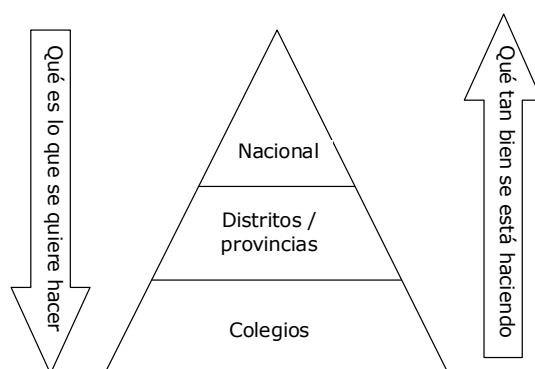 Qué es lo que se quiere hacer
Nacional
Distritos /
provincias
Colegios
Qué tan bien se está haciendo